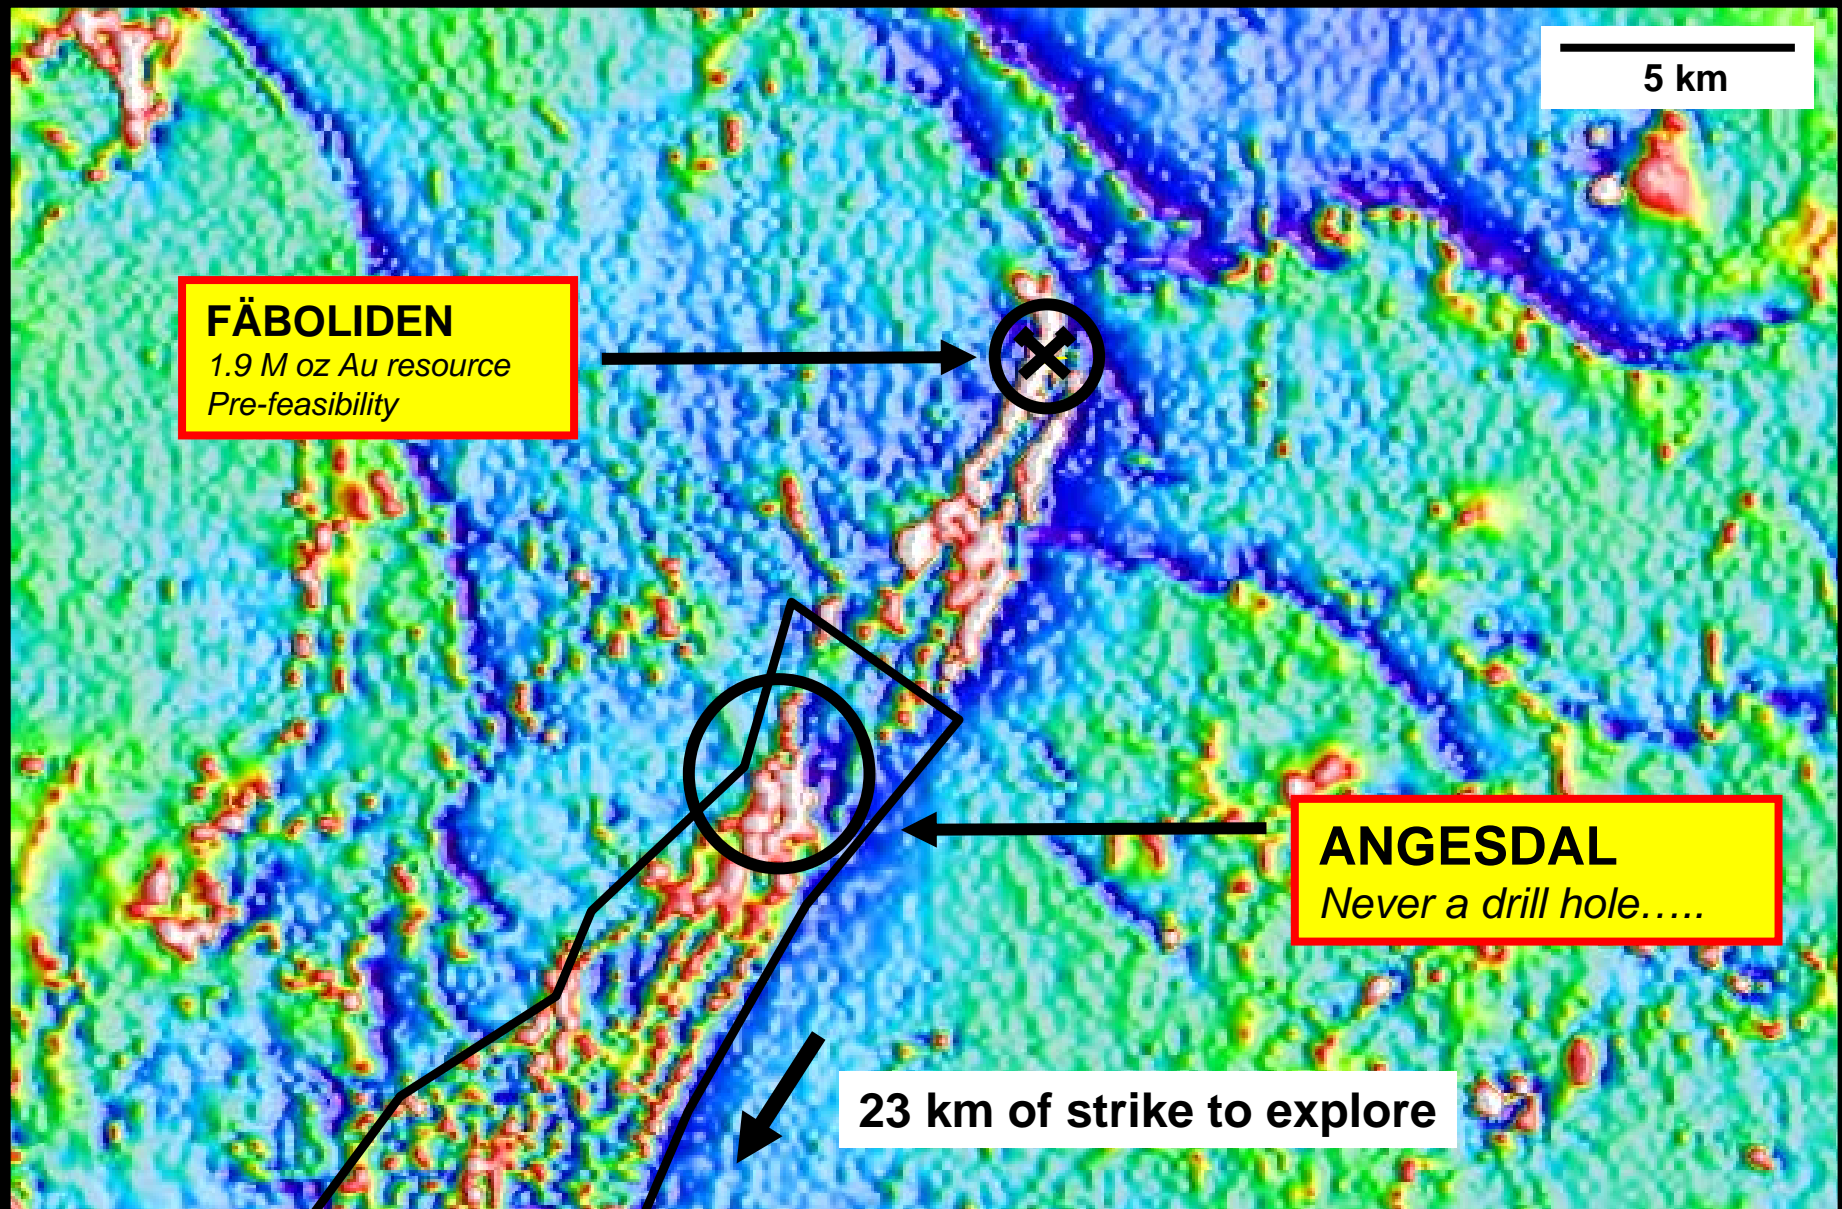 5 km
FÄBOLIDEN
1.9 M oz Au resource
Pre-feasibility
ANGESDAL
Never a drill hole…..
23 km of strike to explore